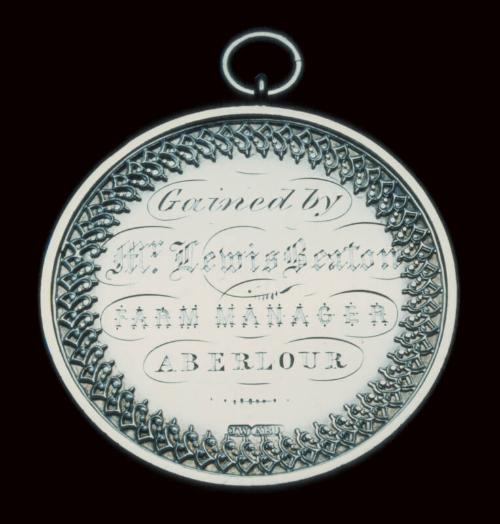 Gained by
Mr. Lewis Beaton
FARM MANAGER
ABERLOUR